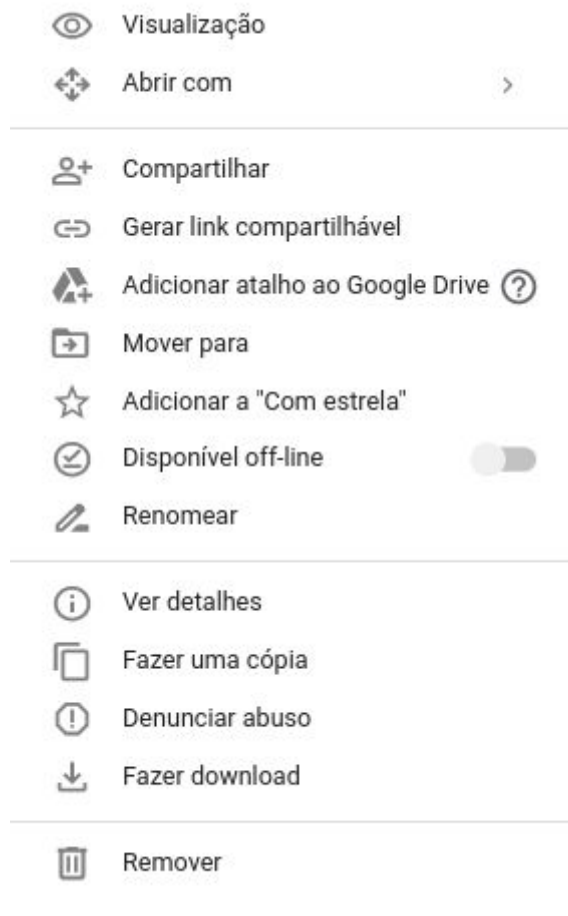 Visualização
Abrir com
Compartilhar
Gerar link compartilhável
Adicionar atalho ao Google Drive
Mover para
Adicionar a "Com estrela"
Disponível off-line
Renomear
Ver detalhes
Fazer uma cópia
Denunciar abuso
Fazer download
Remover